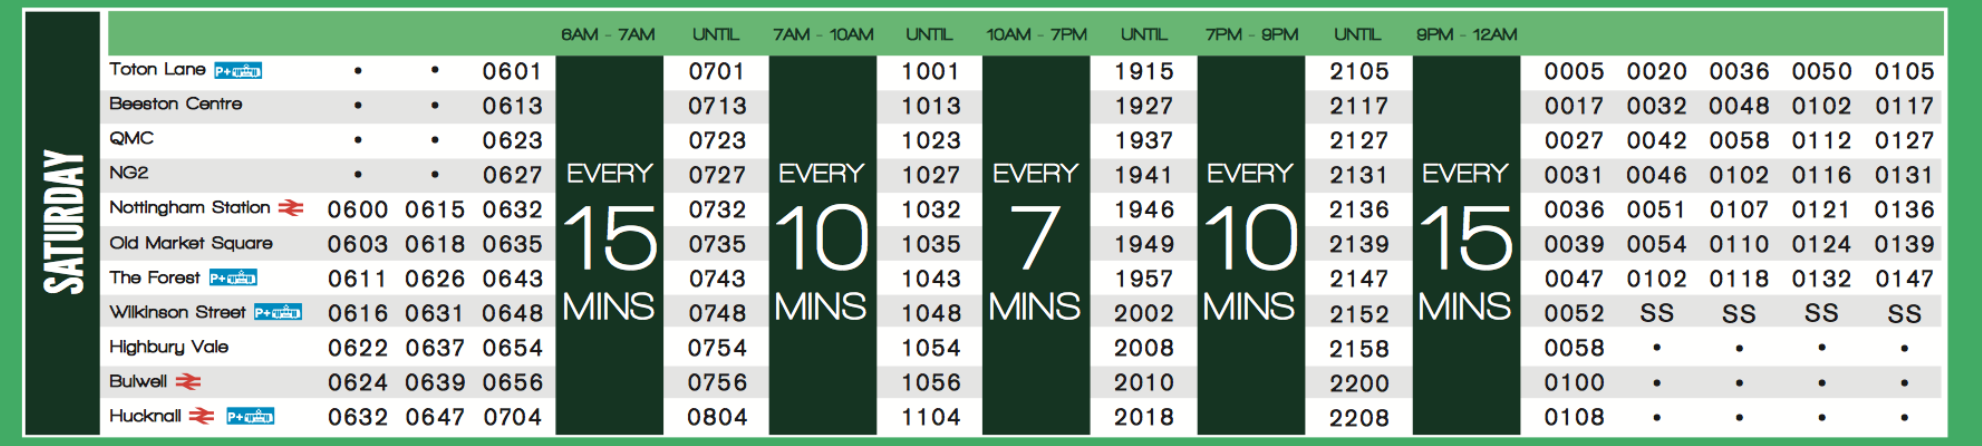 SATURDAY
6AM - 7AM UNTIL 7AM - 10AM UNTIL 10AM - 7PM UNTIL 7PM - 9PM UNTIL 9PM - 12AM
Toton Lane P+ • • 0601 0701 1001 1915 2105 0005 0020 0036 0050 0105
Beeston Centre • • 0613 0713 1013 1927 2117 0017 0032 0048 0102 0117
QMC • • 0623 0723 1023 1937 2127 0027 0042 0058 0112 0127
NG2 • • 0627 EVERY 0727 EVERY 1027 EVERY 1941 EVERY 2131 EVERY 0031 0046 0102 0116 0131
Nottingham Station 0600 0615 0632 15 0732 10 1032 7 1946 10 2136 15 0036 0051 0107 0121 0136
Old Market Square 0603 0618 0635 0735 1035 1949 2139 0039 0054 0110 0124 0139
The Forest P+ 0611 0626 0643 0743 1043 1957 2147 0047 0102 0118 0132 0147
Wilkinson Street P+ 0616 0631 0648 MINS 0748 MINS 1048 MINS 2002 MINS 2152 MINS 0052 SS SS SS SS
Highbury Vale 0622 0637 0654 0754 1054 2008 2158 0058 • • • •
Bulwell 0624 0639 0656 0756 1056 2010 2200 0100 • • • •
Hucknall P+ 0632 0647 0704 0804 1104 2018 2208 0108 • • • •